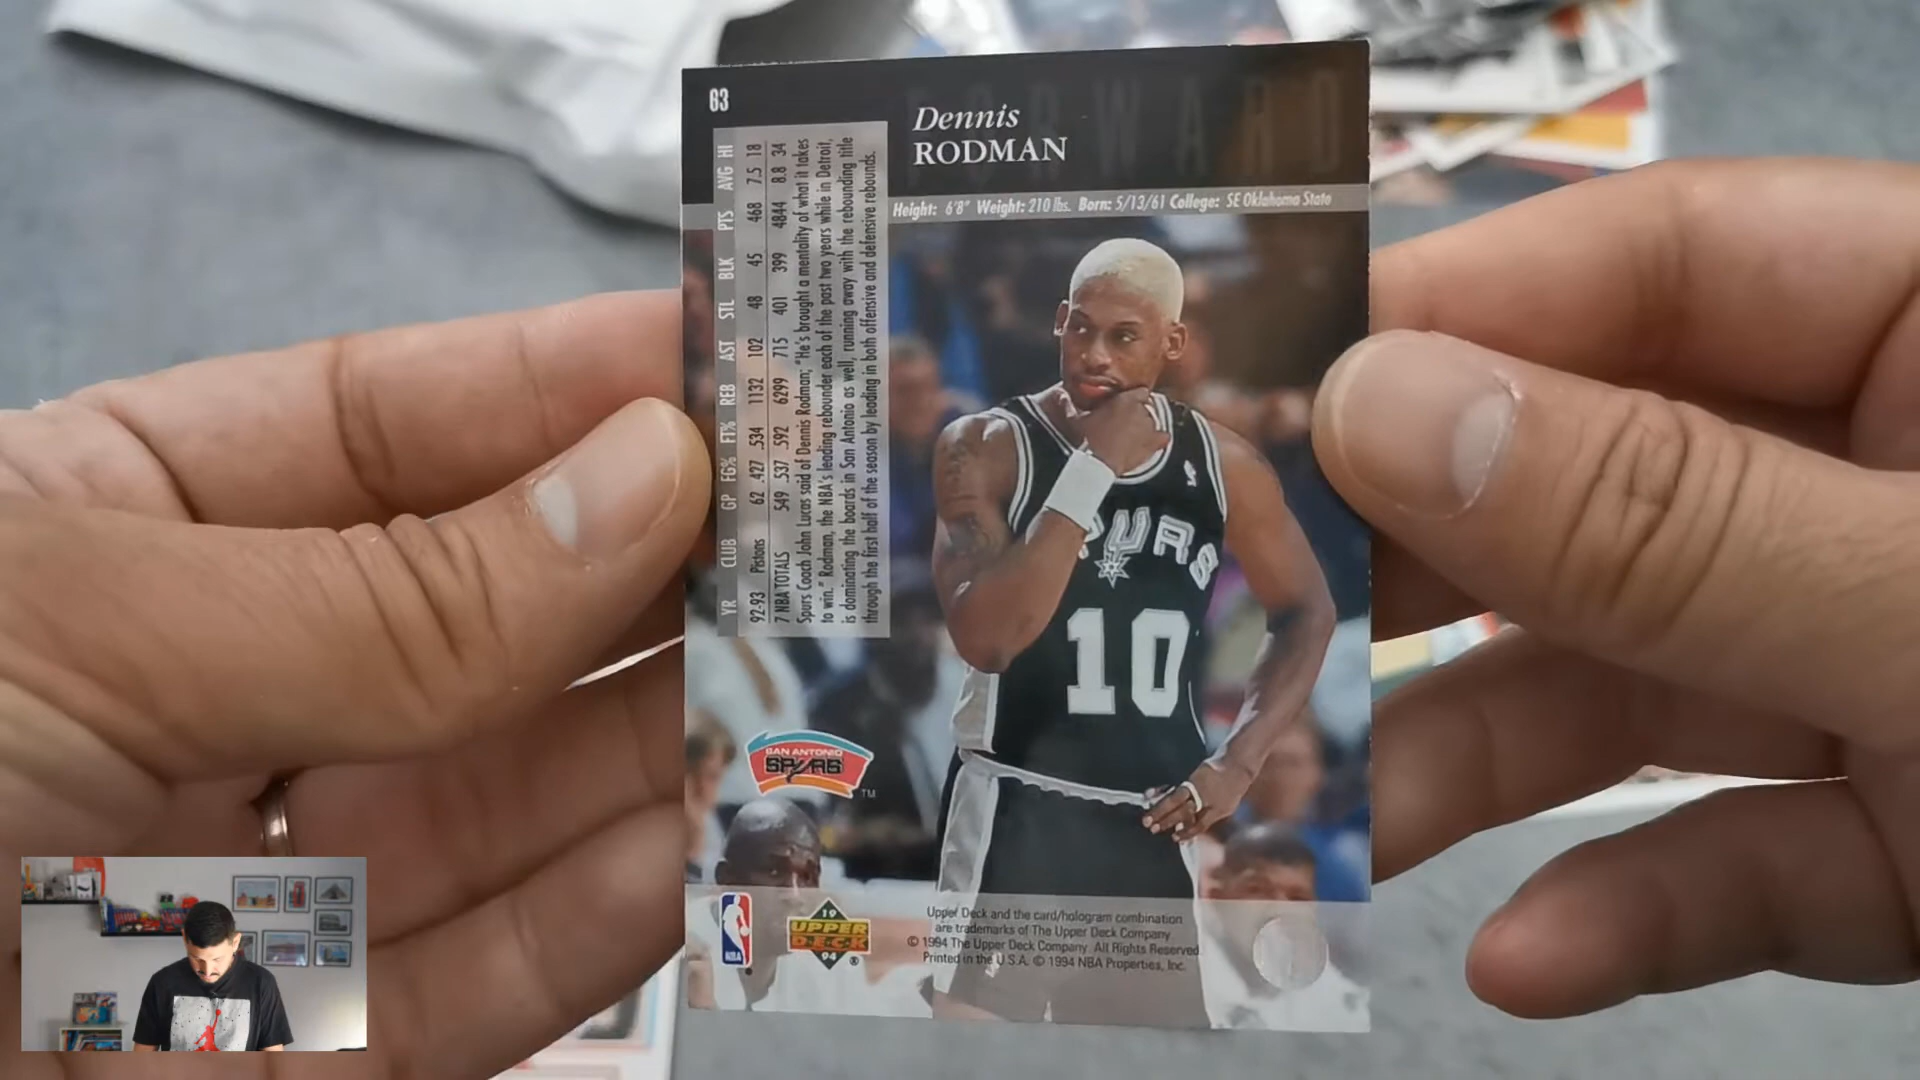 63
FORWARD
Dennis
RODMAN
Height: 6'8" Weight: 210 lbs. Born: 5/13/61 College: SE Oklahoma State
YR CLUB GP FG% FT% REB AST STL BLK PTS AVG HI
92-93 Pistons 62 .427 .534 1132 102 48 45 468 7.5 18
7 NBA TOTALS 549 .537 .592 6299 715 401 399 4844 8.8 34
Spurs Coach John Lucas said of Dennis Rodman; "He's brought a mentality of what it takes
to win." Rodman, the NBA's leading rebounder each of the past two years while in Detroit,
is dominating the boards in San Antonio as well, running away with the rebounding title
through the first half of the season by leading in both offensive and defensive rebounds.
SPURS
10
SAN ANTONIO
SPURS
TM
NBA
19
UPPER
DECK
94
®
Upper Deck and the card/hologram combination
are trademarks of The Upper Deck Company
© 1994 The Upper Deck Company. All Rights Reserved.
Printed in the U.S.A. © 1994 NBA Properties, Inc.